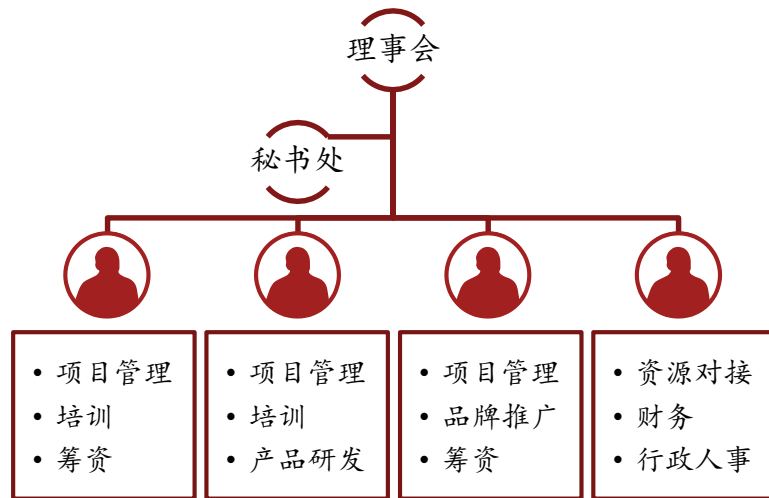 理事会
秘书处
• 项目管理
• 培训
• 筹资
• 项目管理
• 培训
• 产品研发
• 项目管理
• 品牌推广
• 筹资
• 资源对接
• 财务
• 行政人事